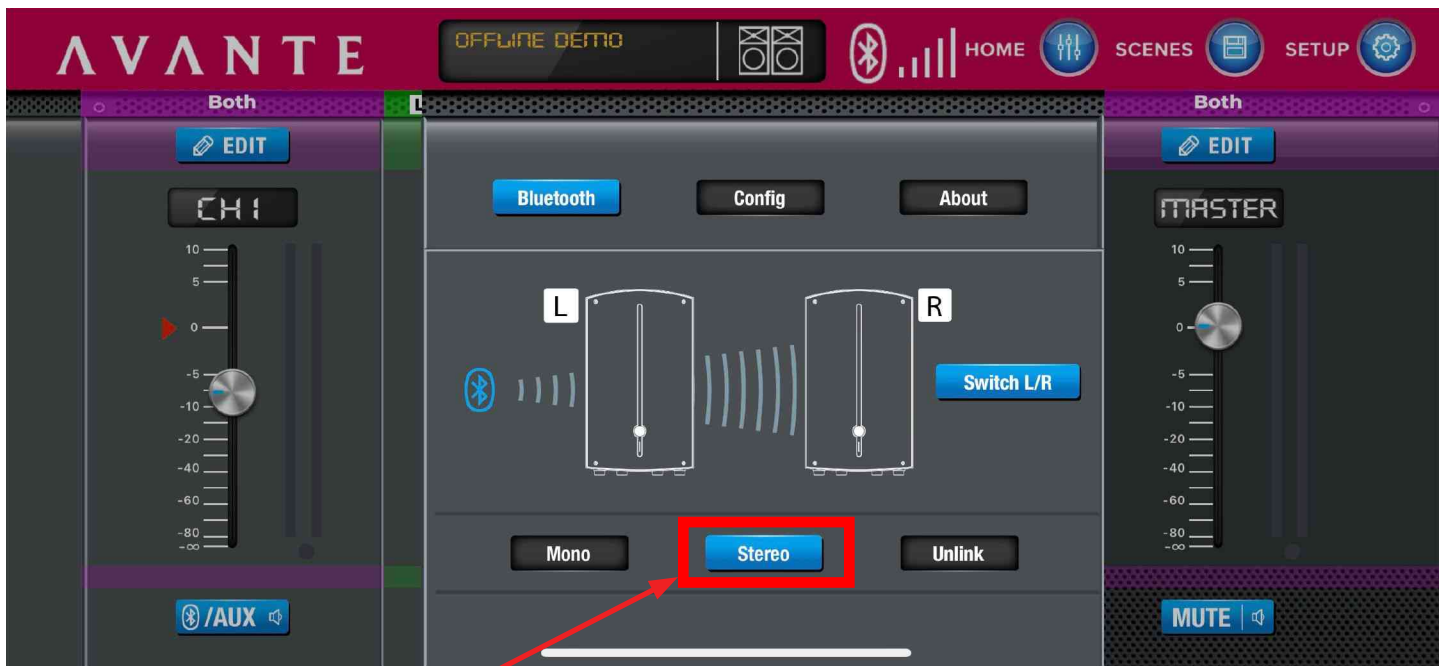 AVANTE
OFFLINE DEMO
HOME
SCENES
SETUP
Both
L
Both
EDIT
EDIT
Bluetooth
Config
About
CH1
MASTER
10
5
0
-5
-10
-20
-40
-60
-80
-∞
L
R
Switch L/R
10
5
0
-5
-10
-20
-40
-60
-80
-∞
Mono
Stereo
Unlink
/AUX
MUTE